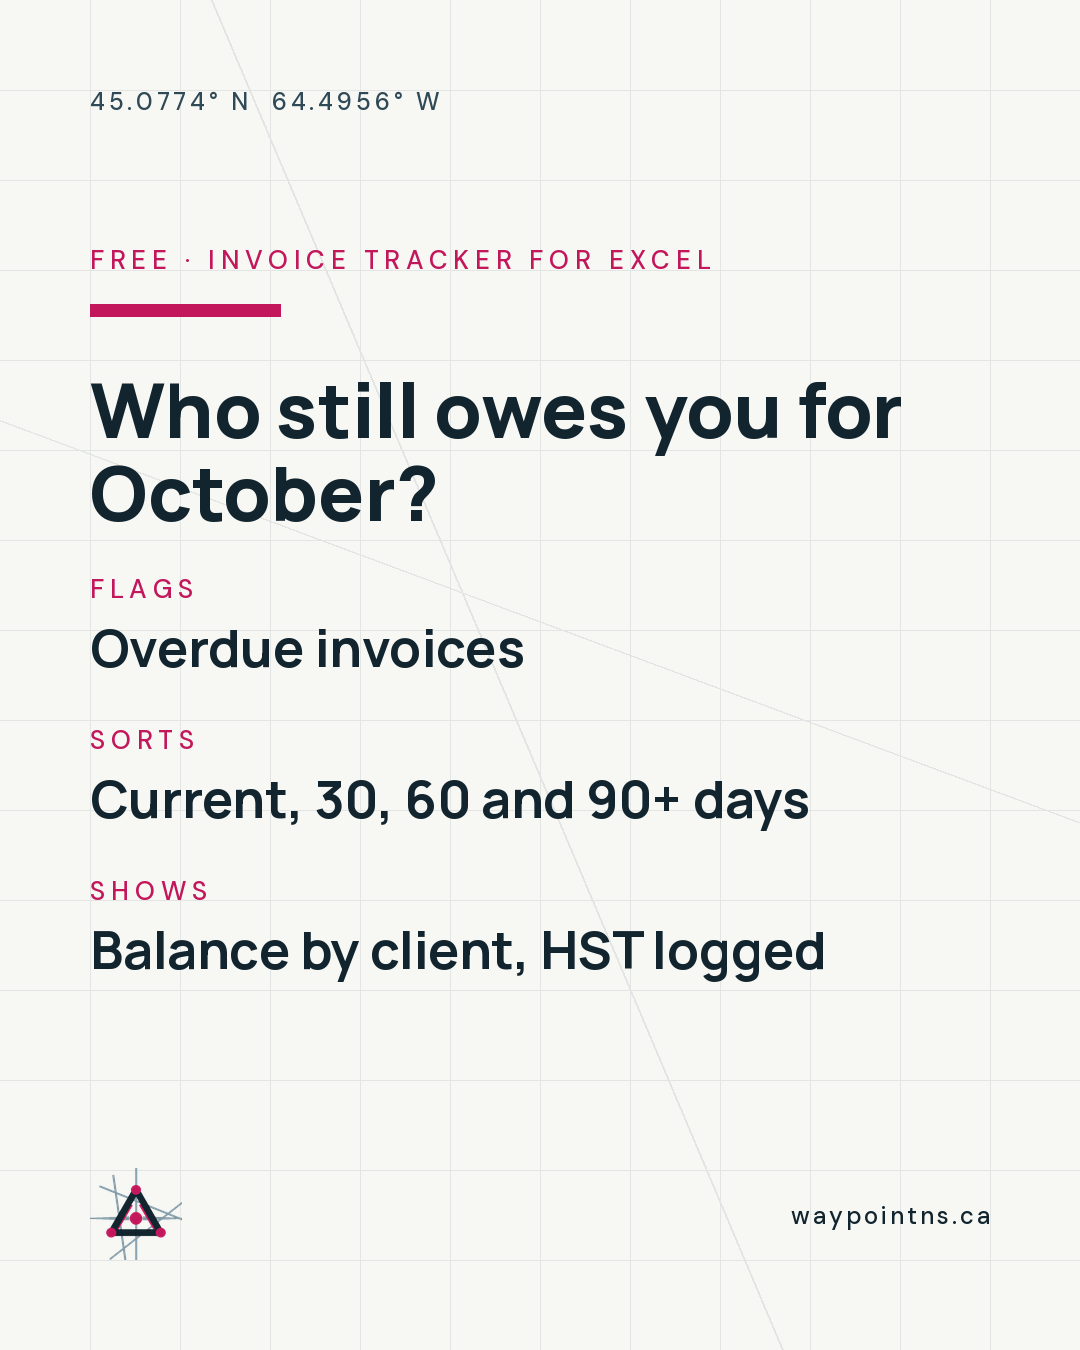 45.0774° N 64.4956° W
FREE · INVOICE TRACKER FOR EXCEL
Who still owes you for
October?
FLAGS
Overdue invoices
SORTS
Current, 30, 60 and 90+ days
SHOWS
Balance by client, HST logged
waypointns.ca